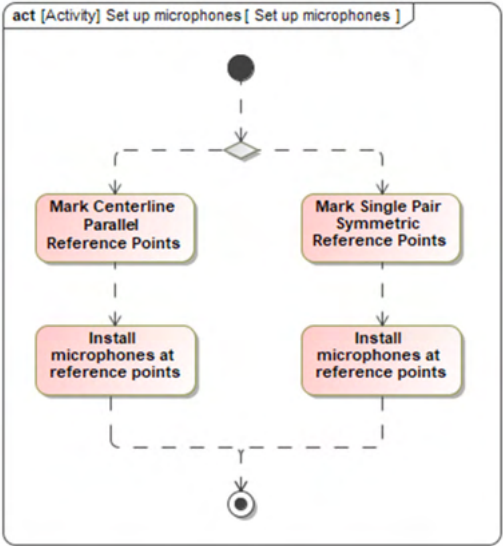 act [Activity] Set up microphones [ Set up microphones ]
Mark Centerline
Parallel
Reference Points
Mark Single Pair
Symmetric
Reference Points
Install
microphones at
reference points
Install
microphones at
reference points